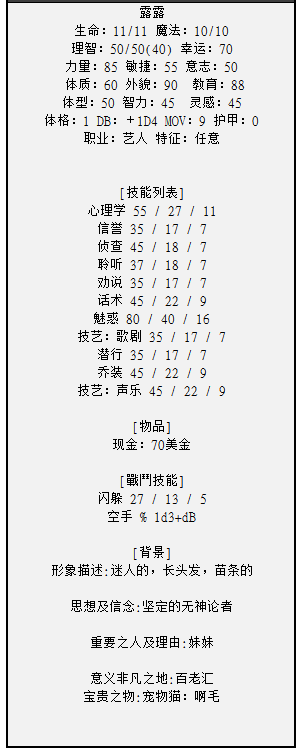 露露
生命: 11/11 魔法: 10/10
理智: 50/50(40) 幸运: 70
力量: 85 敏捷: 55 意志: 50
体质: 60 外貌: 90 教育: 88
体型: 50 智力: 45 灵感: 45
体格: 1 DB: +1D4 MOV: 9 护甲: 0
职业: 艺人 特征: 任意
[技能列表]
心理学 55 / 27 / 11
信誉 35 / 17 / 7
侦查 45 / 18 / 7
聆听 37 / 18 / 7
劝说 35 / 17 / 7
话术 45 / 22 / 9
魅惑 80 / 40 / 16
技艺: 歌剧 35 / 17 / 7
潜行 35 / 17 / 7
乔装 45 / 22 / 9
技艺: 声乐 45 / 22 / 9
[物品]
现金: 70美金
[戰鬥技能]
闪躲 27 / 13 / 5
空手 % 1d3+dB
[背景]
形象描述:迷人的, 长头发, 苗条的
思想及信念:坚定的无神论者
重要之人及理由:妹妹
意义非凡之地:百老汇
宝贵之物:宠物猫: 啊毛